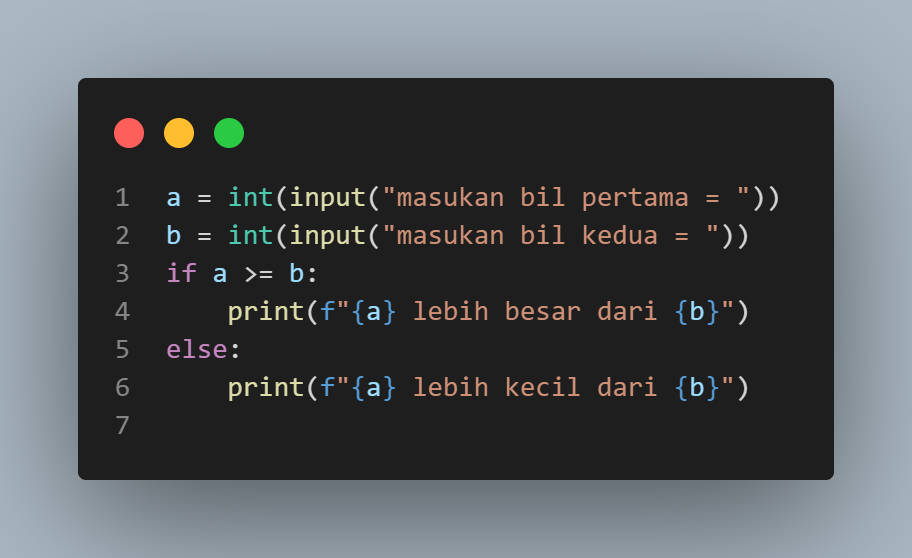 1 a = int(input("masukan bil pertama = "))
2 b = int(input("masukan bil kedua = "))
3 if a >= b:
4     print(f"{a} lebih besar dari {b}")
5 else:
6     print(f"{a} lebih kecil dari {b}")
7